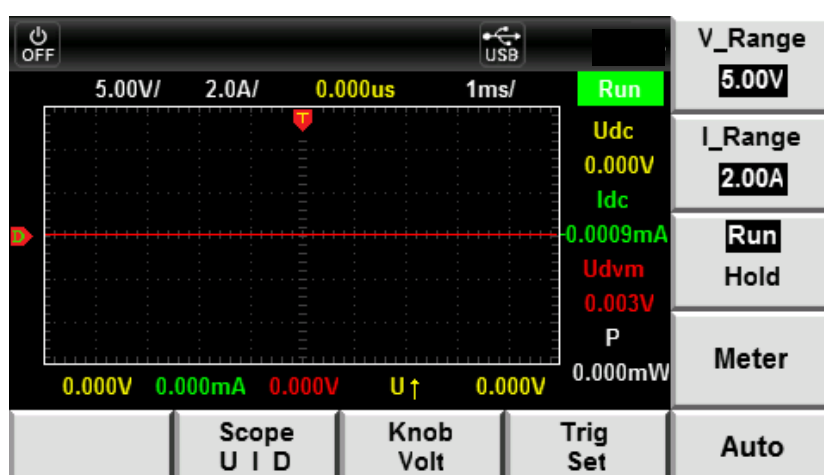 OFF
USB
V_Range
5.00V
5.00V/ 2.0A/ 0.000us 1ms/ Run
T
Udc
0.000V
I_Range
2.00A
Idc
D
-0.0009mA
Run
Hold
Udvm
0.003V
P
0.000mW
Meter
0.000V 0.000mA 0.000V U↑ 0.000V
Scope
U I D
Knob
Volt
Trig
Set
Auto